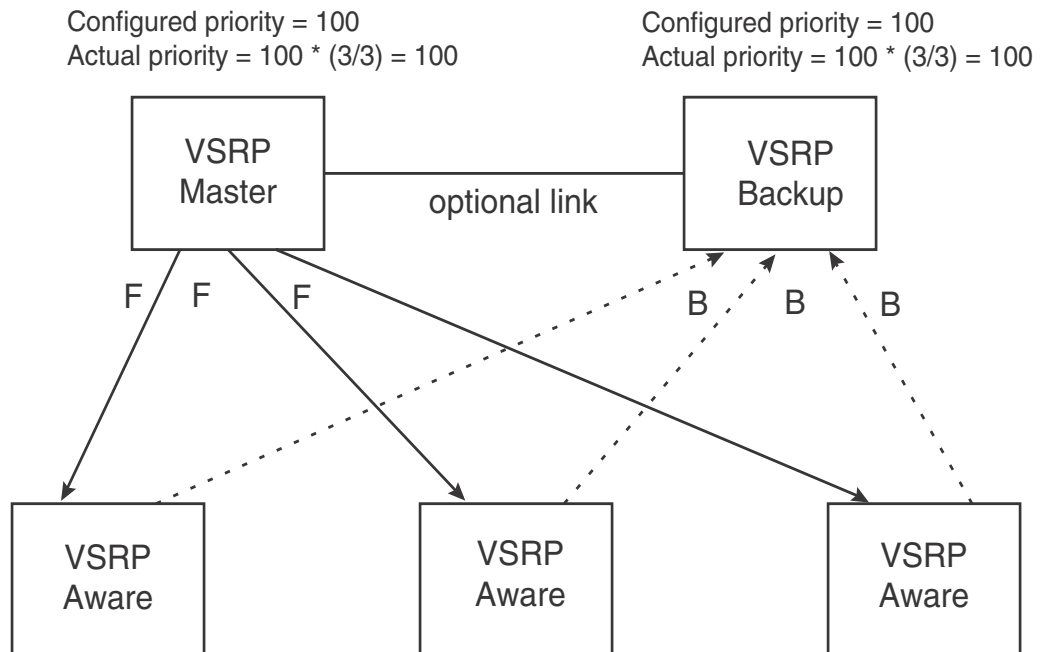 Configured priority = 100
Actual priority = 100 * (3/3) = 100
Configured priority = 100
Actual priority = 100 * (3/3) = 100
VSRP
Master
optional link
VSRP
Backup
F
F
F
B
B
B
VSRP
Aware
VSRP
Aware
VSRP
Aware